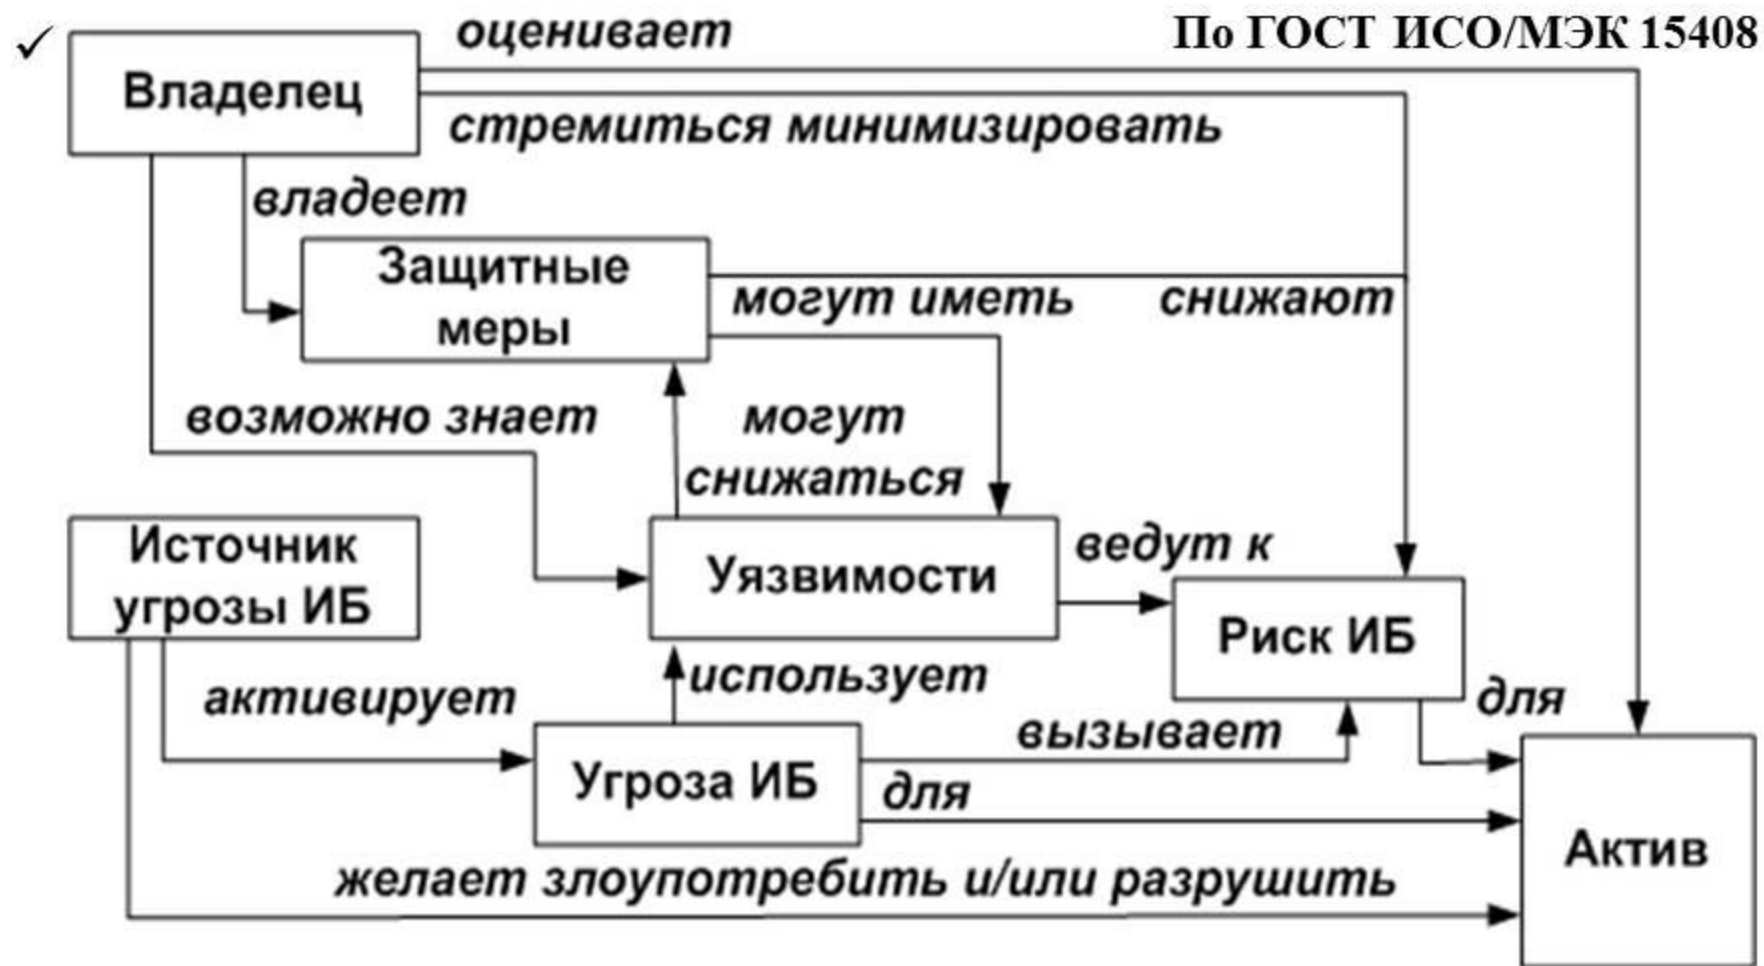 оценивает
По ГОСТ ИСО/МЭК 15408
Владелец
стремиться минимизировать
владеет
Защитные
меры
могут иметь
снижают
возможно знает
могут
снижаться
Источник
угрозы ИБ
Уязвимости
ведут к
Риск ИБ
активирует
использует
для
вызывает
Угроза ИБ
для
Актив
желает злоупотребить и/или разрушить